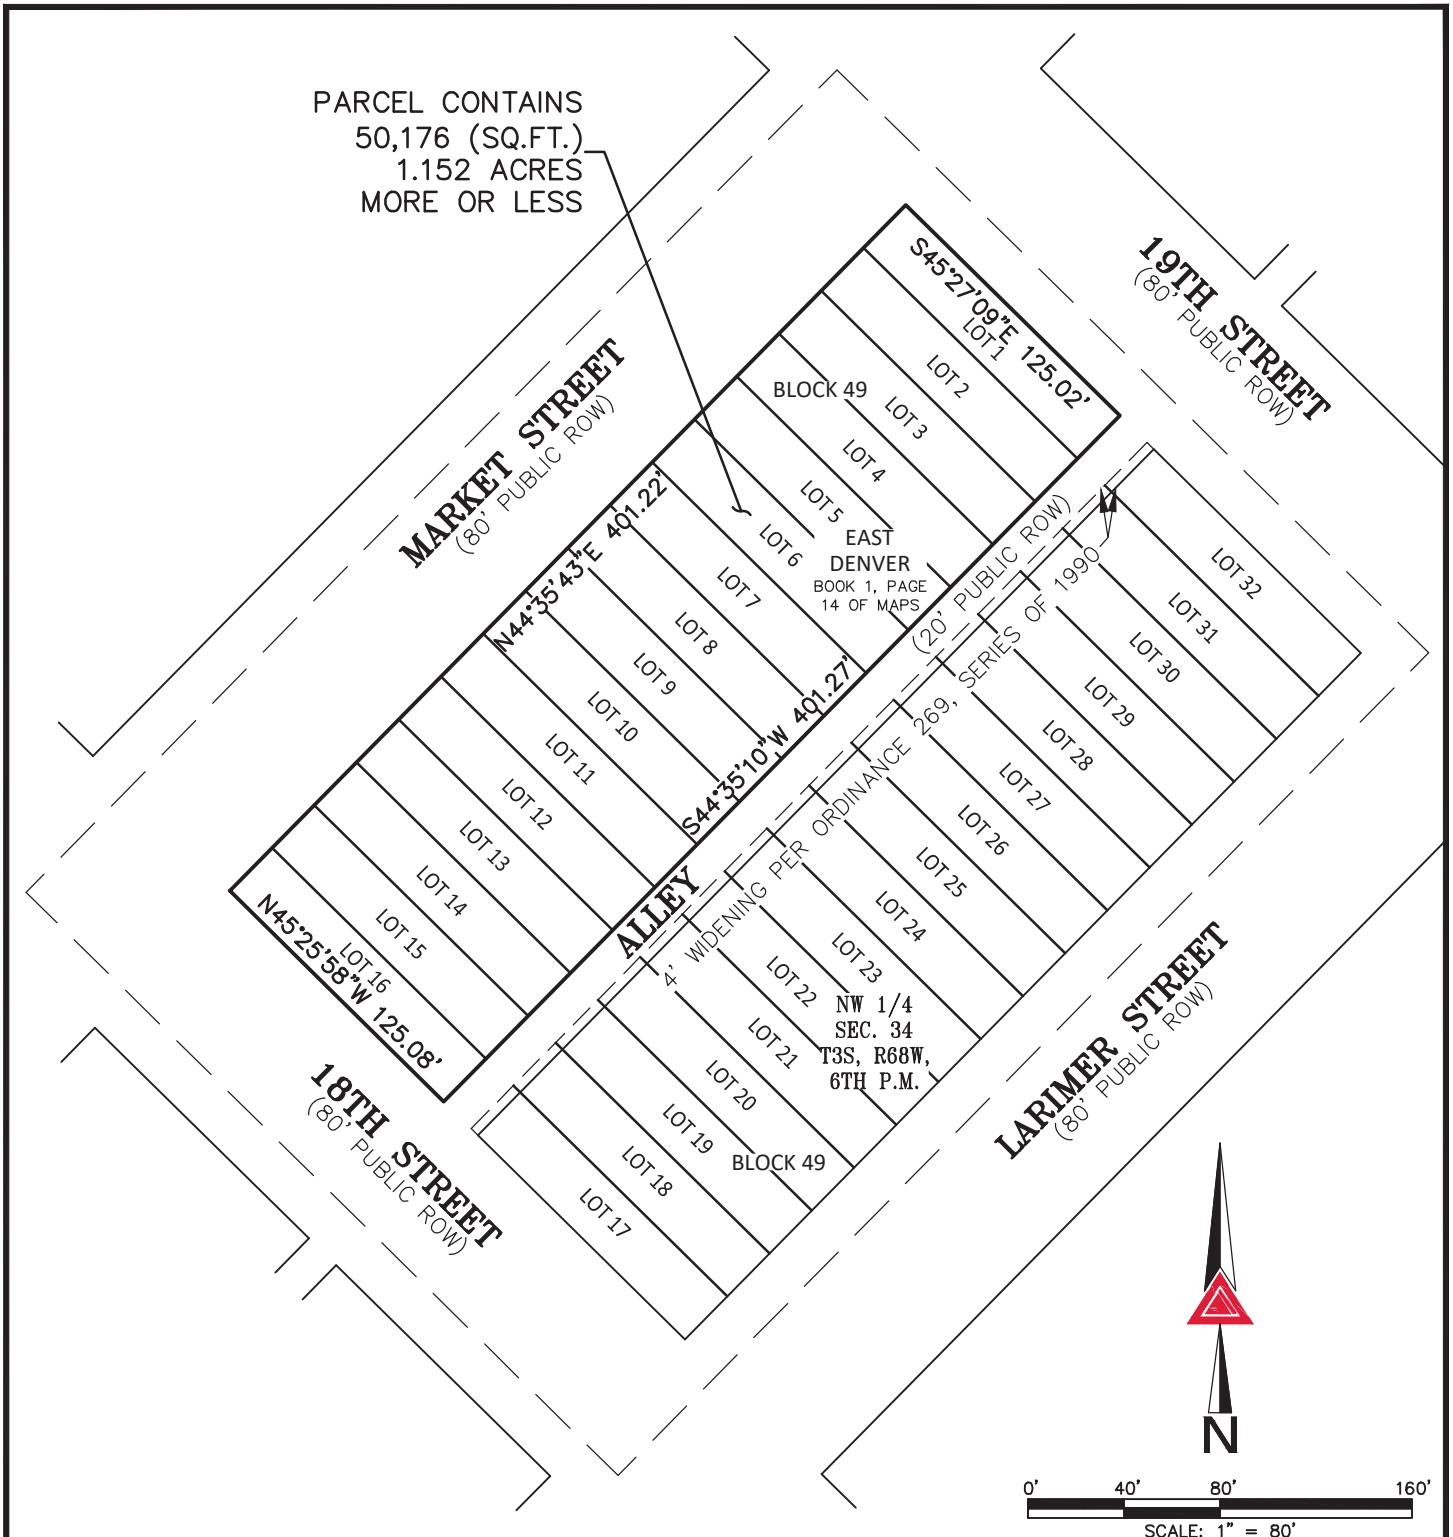 PARCEL CONTAINS
50,176 (SQ.FT.)
1.152 ACRES
MORE OR LESS
19TH STREET
(80' PUBLIC ROW)
MARKET STREET
(80' PUBLIC ROW)
S45°27'09"E 125.02'
LOT 1
LOT 2
BLOCK 49
LOT 3
LOT 4
LOT 5
LOT 6
EAST
DENVER
BOOK 1, PAGE
14 OF MAPS
LOT 7
LOT 8
LOT 9
LOT 10
LOT 11
LOT 12
LOT 13
LOT 14
LOT 15
LOT 16
N44°35'43"E 401.22'
S44°35'10"W 401.27'
N45°25'58"W 125.08'
ALLEY
(20' PUBLIC ROW)
4' WIDENING PER ORDINANCE 269, SERIES OF 1990
LOT 32
LOT 31
LOT 30
LOT 29
LOT 28
LOT 27
LOT 26
LOT 25
LOT 24
LOT 23
LOT 22
NW 1/4
SEC. 34
T3S, R68W,
6TH P.M.
LOT 21
LOT 20
LOT 19
BLOCK 49
LOT 18
LOT 17
18TH STREET
(80' PUBLIC ROW)
LARIMER STREET
(80' PUBLIC ROW)
N
0' 40' 80' 160'
SCALE: 1" = 80'